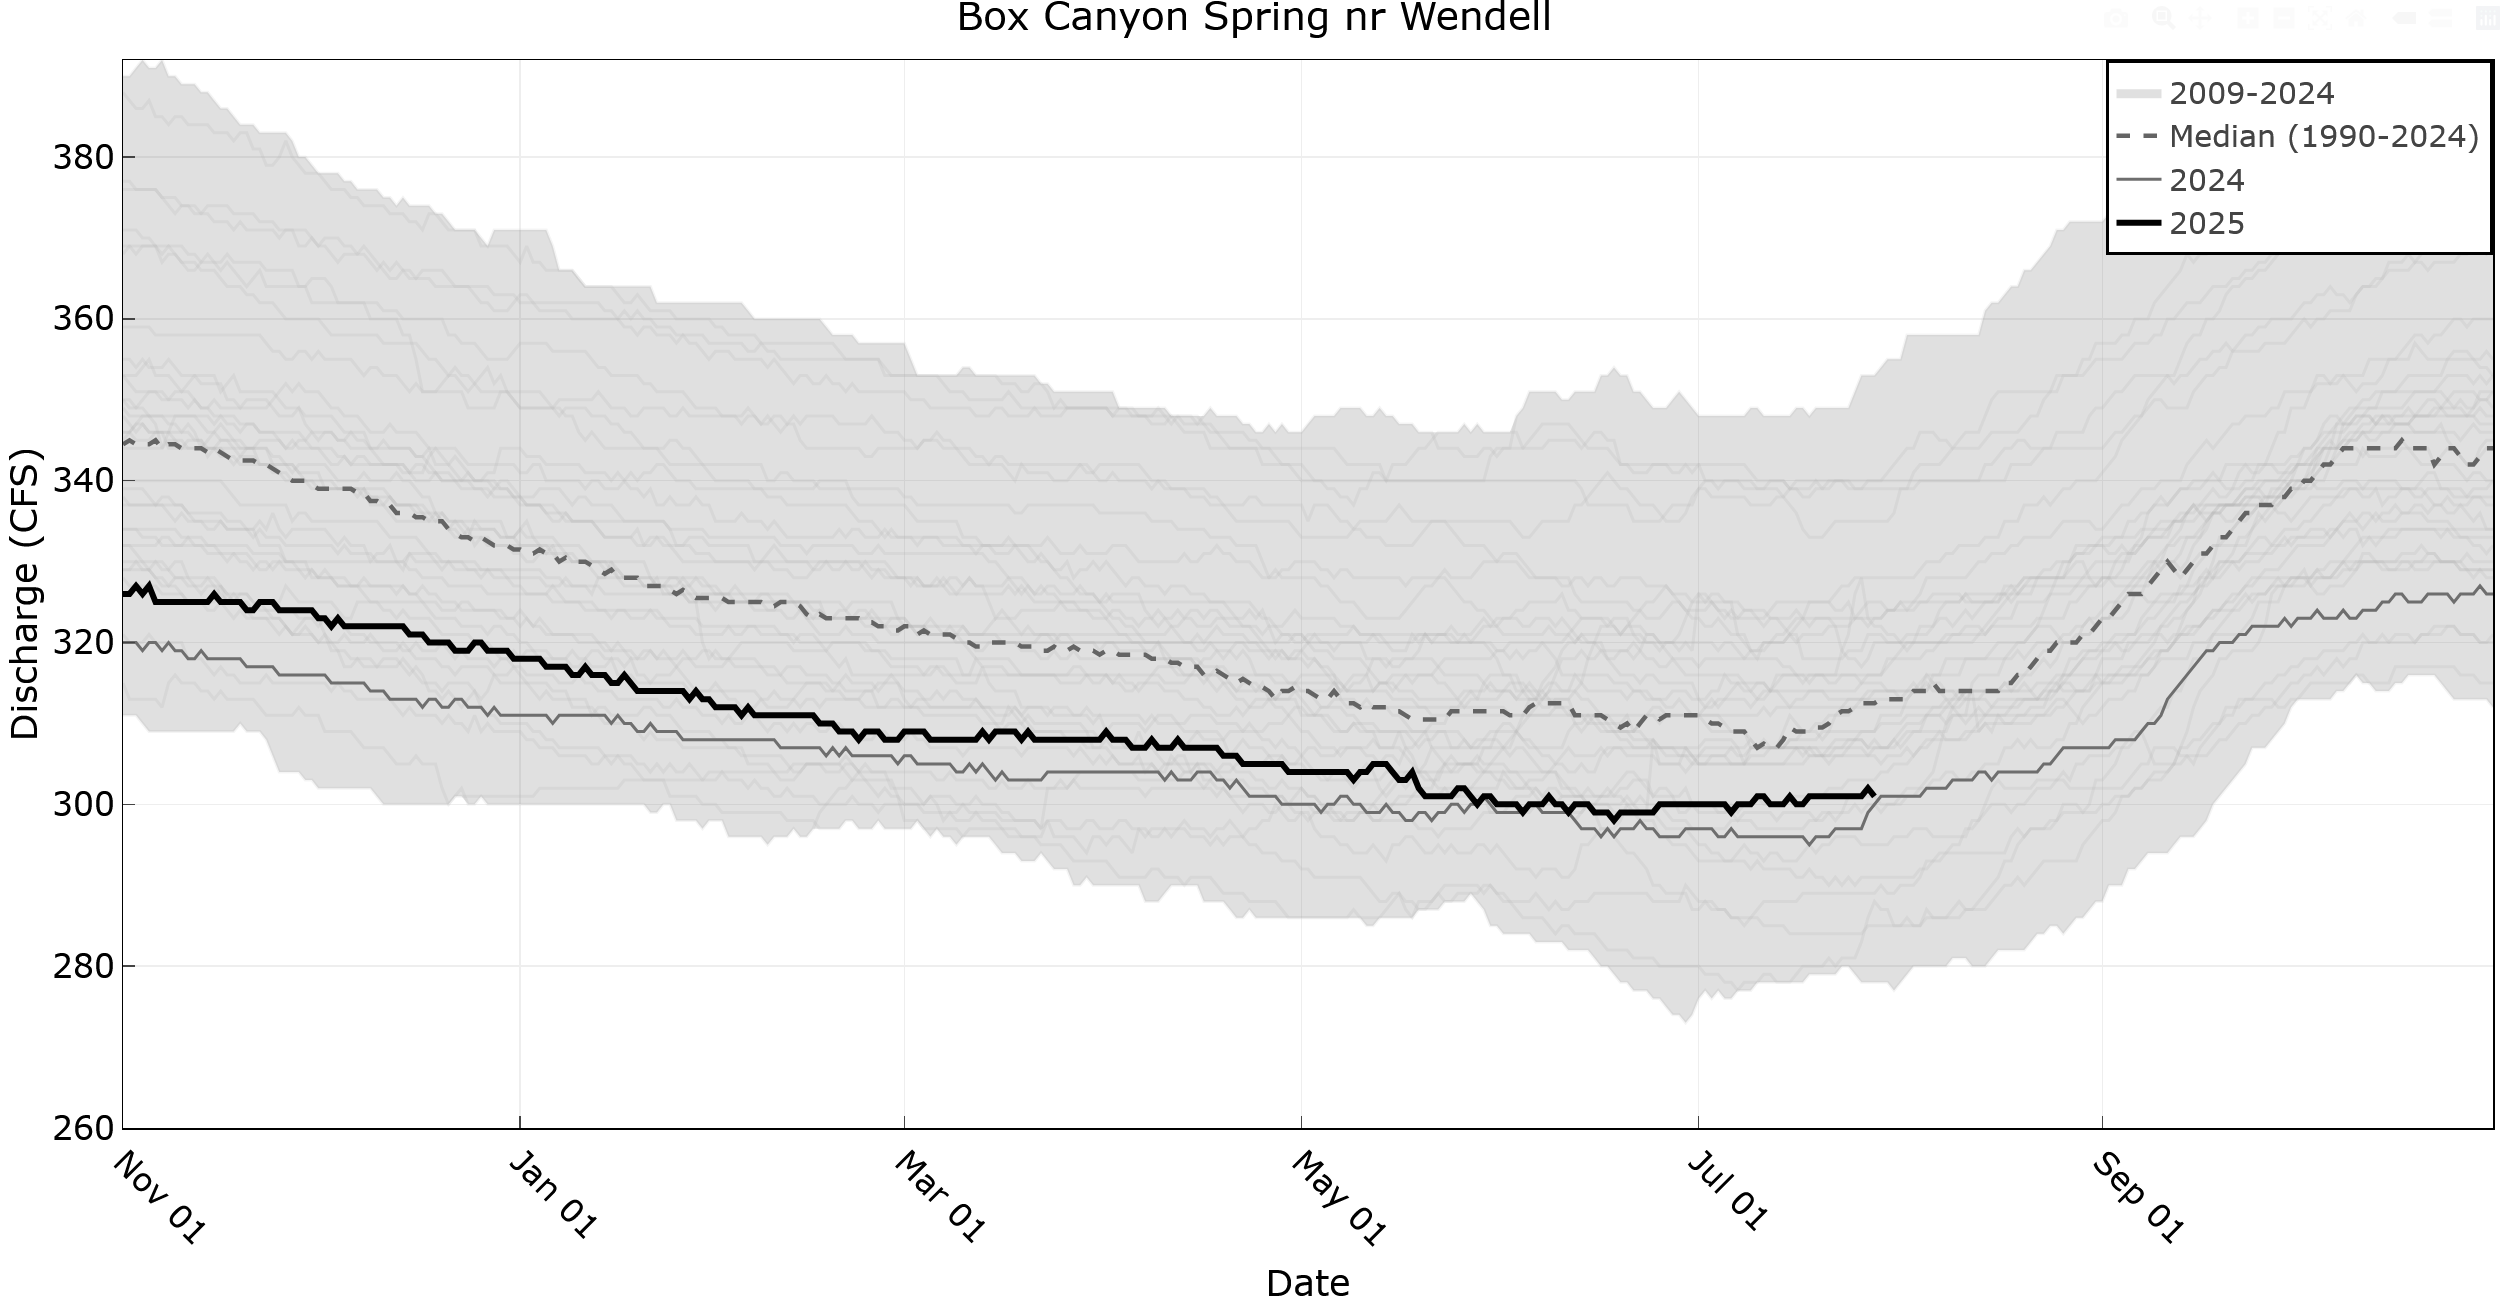 Box Canyon Spring nr Wendell
2009-2024
Median (1990-2024)
2024
2025
Discharge (CFS)
380
360
340
320
300
280
260
Nov 01
Jan 01
Mar 01
May 01
Jul 01
Sep 01
Date